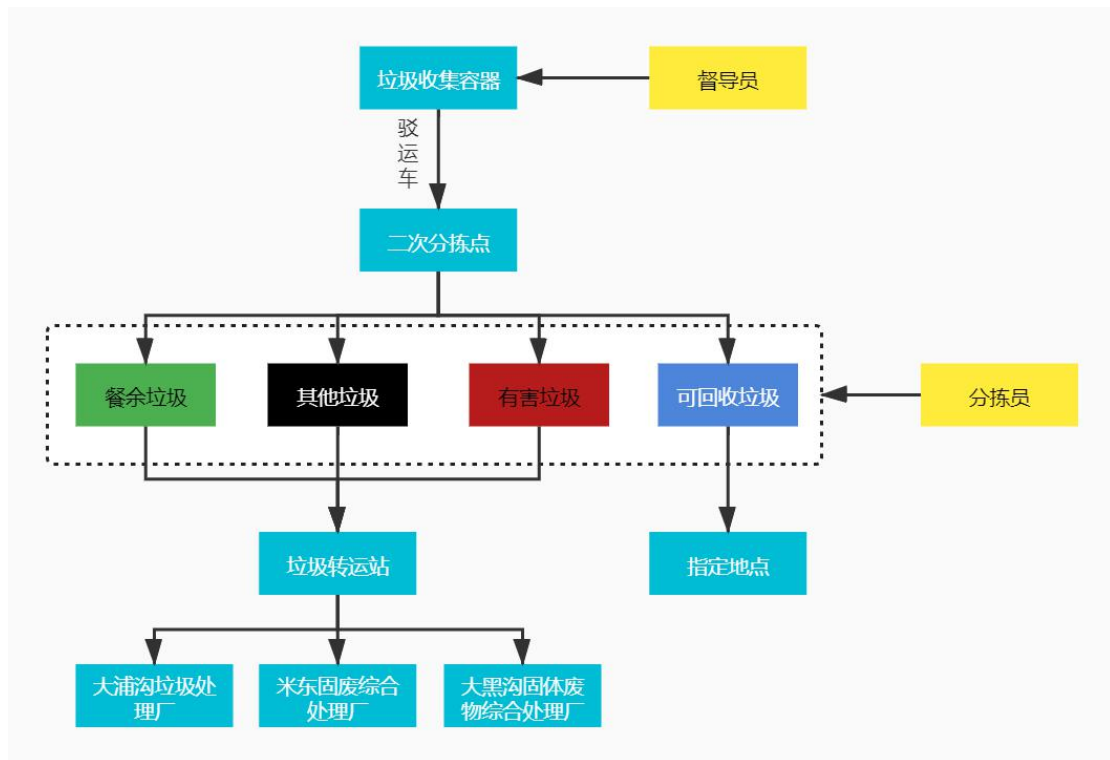 垃圾收集容器
督导员
驳
运
车
二次分拣点
餐余垃圾
其他垃圾
有害垃圾
可回收垃圾
分拣员
垃圾转运站
指定地点
大浦沟垃圾处
理厂
米东固废综合
处理厂
大黑沟固体废
物综合处理厂